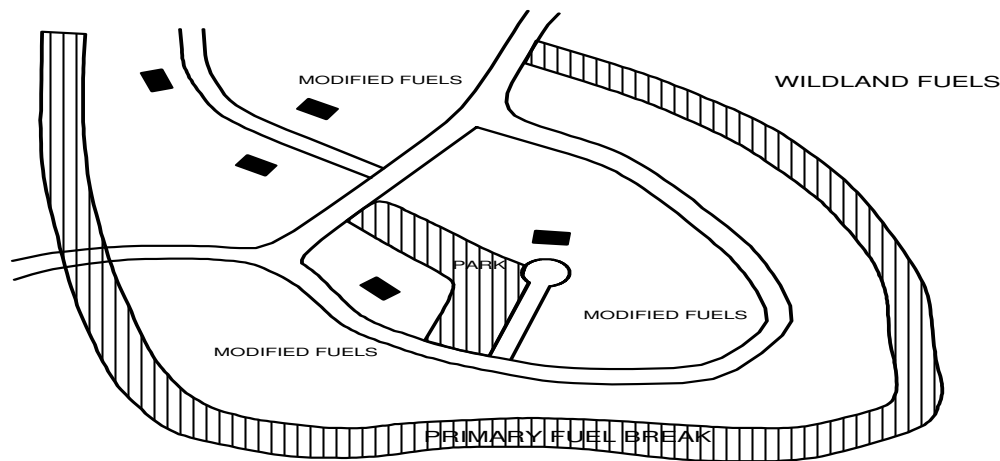 MODIFIED FUELS
WILDLAND FUELS
PARK
MODIFIED FUELS
MODIFIED FUELS
PRIMARY FUEL BREAK